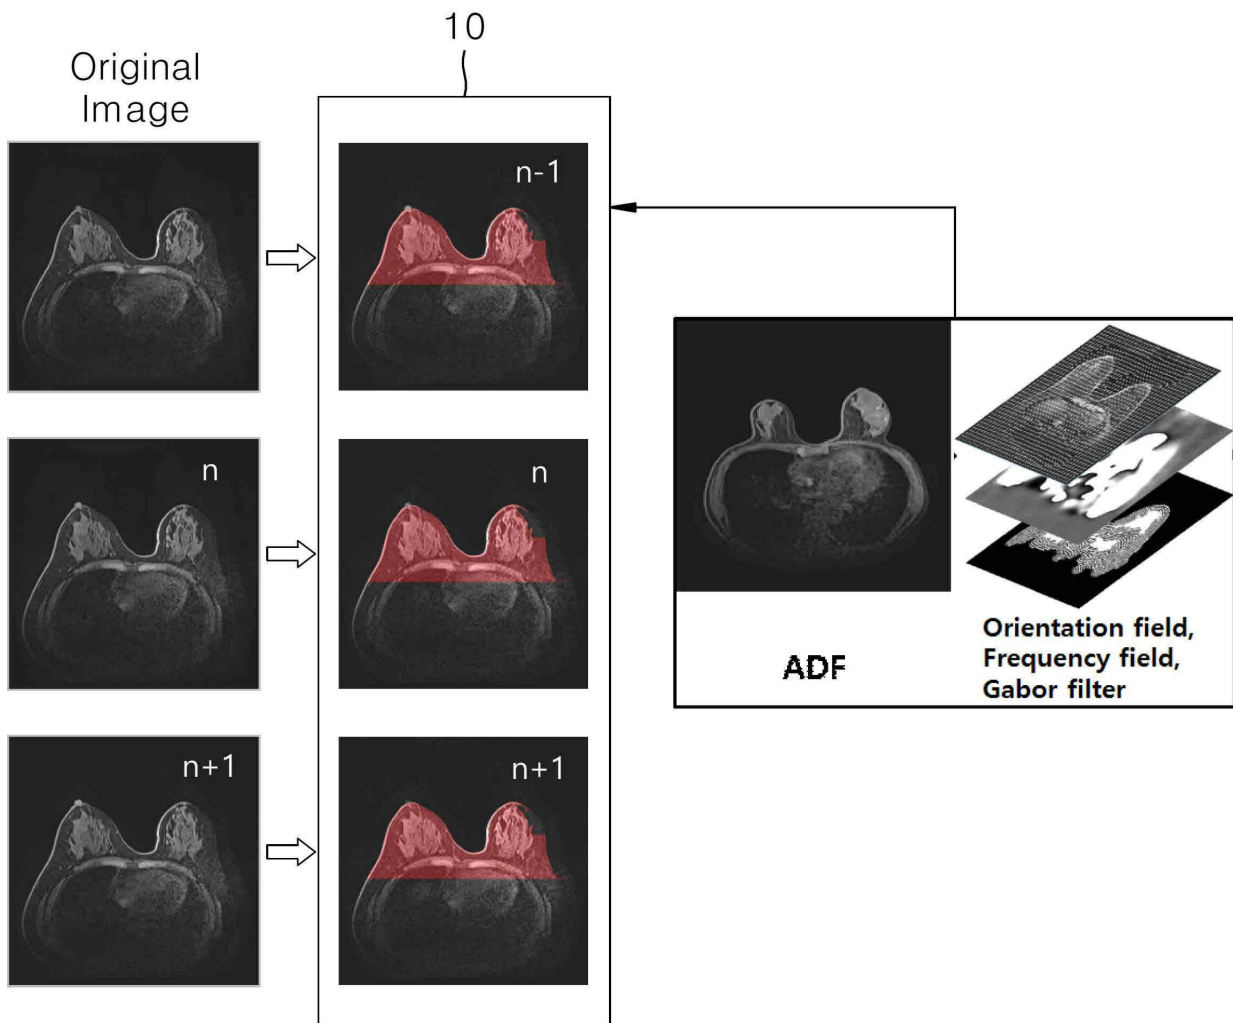 10
Original
Image
n-1
n
n
n+1
n+1
ADF
Orientation field,
Frequency field,
Gabor filter